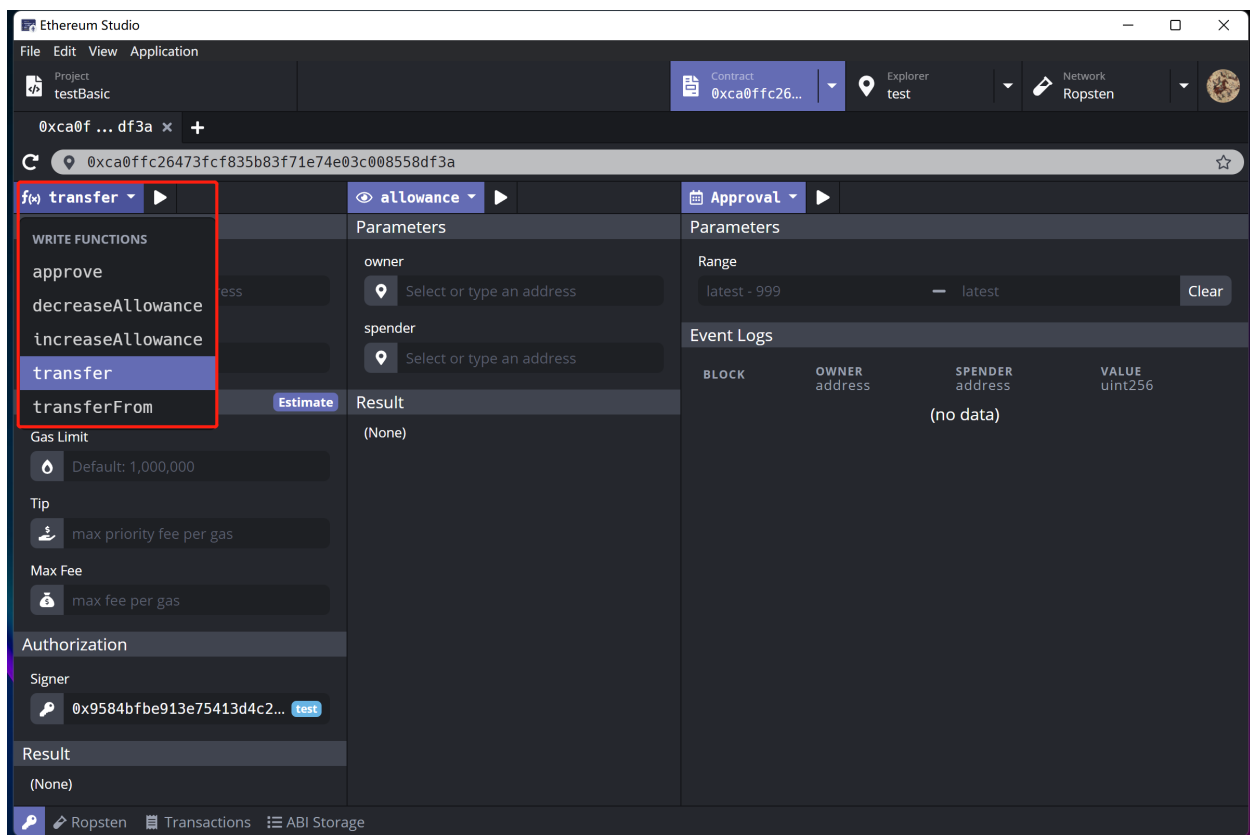 Ethereum Studio
File Edit View Application
Project
testBasic
Contract
0xca0ffc26...
Explorer
test
Network
Ropsten
0xca0f ... df3a
0xca0ffc26473fcf835b83f71e74e03c008558df3a
f(x) transfer
WRITE FUNCTIONS
approve
decreaseAllowance
increaseAllowance
transfer
transferFrom
Estimate
Gas Limit
Default: 1,000,000
Tip
max priority fee per gas
Max Fee
max fee per gas
Authorization
Signer
0x9584bfbe913e75413d4c2... test
Result
(None)
allowance
Parameters
owner
Select or type an address
spender
Select or type an address
Result
(None)
Approval
Parameters
Range
latest - 999 — latest Clear
Event Logs
BLOCK OWNER SPENDER VALUE
address address uint256
(no data)
Ropsten Transactions ABI Storage